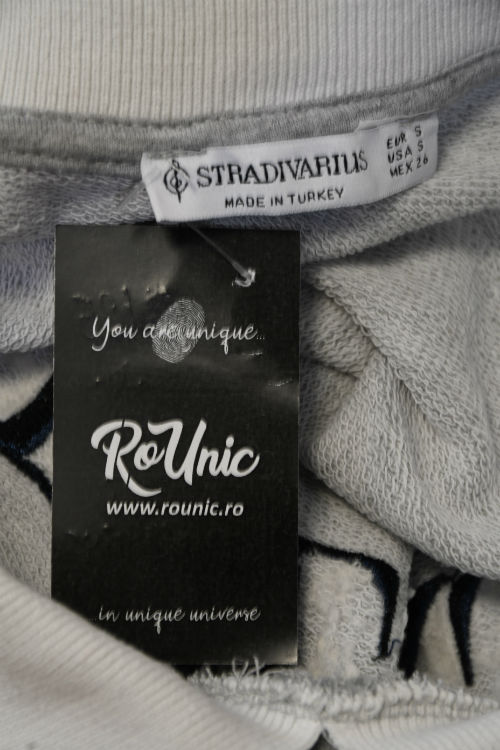 STRADIVARIUS
MADE IN TURKEY
EUR S
USA S
MEX 26
You are unique...
RoUnic
www.rounic.ro
...in unique universe